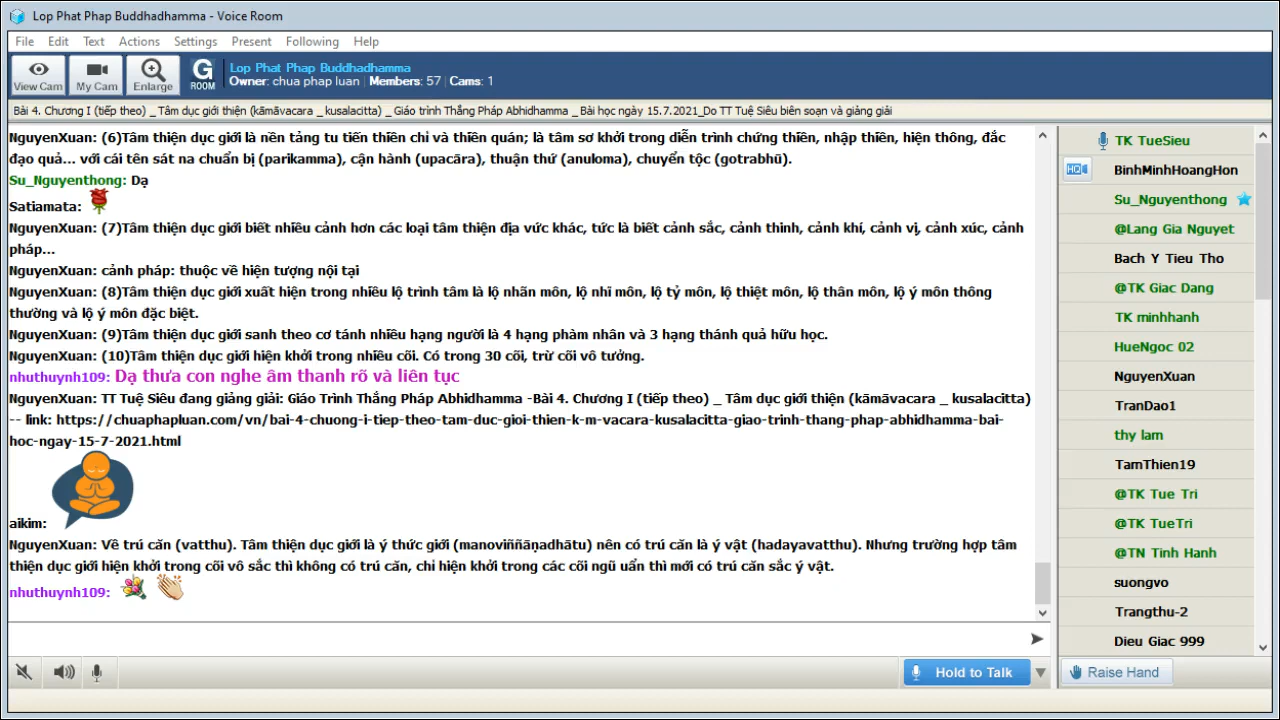 Lop Phat Phap Buddhadhamma - Voice Room
File Edit Text Actions Settings Present Following Help
View Cam My Cam Enlarge G ROOM
Lop Phat Phap Buddhadhamma
Owner: chua phap luan | Members: 57 | Cams: 1
Bài 4. Chương I (tiếp theo) _ Tâm dục giới thiện (kāmāvacara _ kusalacitta) _ Giáo trình Thắng Pháp Abhidhamma _ Bài học ngày 15.7.2021_Do TT Tuệ Siêu biên soạn và giảng giải
NguyenXuan: (6)Tâm thiện dục giới là nền tảng tu tiến thiền chỉ và thiền quán; là tâm sơ khởi trong diễn trình chứng thiền, nhập thiền, hiện thông, đắc
đạo quả... với cái tên sát na chuẩn bị (parikamma), cận hành (upacāra), thuận thứ (anuloma), chuyển tộc (gotrabhū).
Su_Nguyenthong: Dạ
Satiamata:
NguyenXuan: (7)Tâm thiện dục giới biết nhiều cảnh hơn các loại tâm thiện địa vức khác, tức là biết cảnh sắc, cảnh thinh, cảnh khí, cảnh vị, cảnh xúc, cảnh
pháp...
NguyenXuan: cảnh pháp: thuộc về hiện tượng nội tại
NguyenXuan: (8)Tâm thiện dục giới xuất hiện trong nhiều lộ trình tâm là lộ nhãn môn, lộ nhĩ môn, lộ tỷ môn, lộ thiệt môn, lộ thân môn, lộ ý môn thông
thường và lộ ý môn đặc biệt.
NguyenXuan: (9)Tâm thiện dục giới sanh theo cơ tánh nhiều hạng người là 4 hạng phàm nhân và 3 hạng thánh quả hữu học.
NguyenXuan: (10)Tâm thiện dục giới hiện khởi trong nhiều cõi. Có trong 30 cõi, trừ cõi vô tưởng.
nhuthuynh109: Dạ thưa con nghe âm thanh rõ và liên tục
NguyenXuan: TT Tuệ Siêu đang giảng giải: Giáo Trình Thắng Pháp Abhidhamma -Bài 4. Chương I (tiếp theo) _ Tâm dục giới thiện (kāmāvacara _ kusalacitta)
-- link: https://chuaphapluan.com/vn/bai-4-chuong-i-tiep-theo-tam-duc-gioi-thien-k-m-vacara-kusalacitta-giao-trinh-thang-phap-abhidhamma-bai-
hoc-ngay-15-7-2021.html
aikim:
NguyenXuan: Về trú căn (vatthu). Tâm thiện dục giới là ý thức giới (manoviññāṇadhātu) nên có trú căn là ý vật (hadayavatthu). Nhưng trường hợp tâm
thiện dục giới hiện khởi trong cõi vô sắc thì không có trú căn, chỉ hiện khởi trong các cõi ngũ uẩn thì mới có trú căn sắc ý vật.
nhuthuynh109:
TK TueSieu
HD BinhMinhHoangHon
Su_Nguyenthong
@Lang Gia Nguyet
Bach Y Tieu Tho
@TK Giac Dang
TK minhhanh
HueNgoc 02
NguyenXuan
TranDao1
thy lam
TamThien19
@TK Tue Tri
@TK TueTri
@TN Tinh Hanh
suongvo
Trangthu-2
Dieu Giac 999
Hold to Talk
Raise Hand